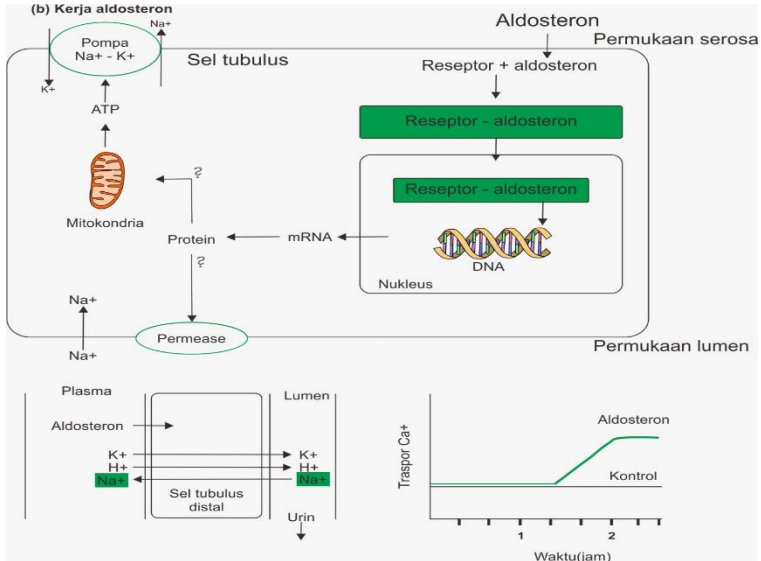 (b) Kerja aldosteron
Na+
Pompa
Na+ - K+
K+
Sel tubulus
Aldosteron
Permukaan serosa
Reseptor + aldosteron
ATP
Reseptor - aldosteron
Reseptor - aldosteron
?
Mitokondria
Protein
mRNA
DNA
?
Nukleus
Na+
Na+
Permease
Permukaan lumen
Plasma
Lumen
Aldosteron
K+
K+
H+
H+
Na+
Na+
Sel tubulus
distal
Urin
Traspor Ca+
Aldosteron
Kontrol
1
2
Waktu(jam)